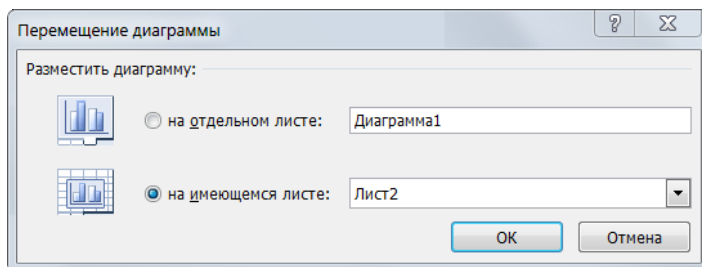 Перемещение диаграммы
Разместить диаграмму:
на отдельном листе: Диаграмма1
на имеющемся листе: Лист2
ОК Отмена